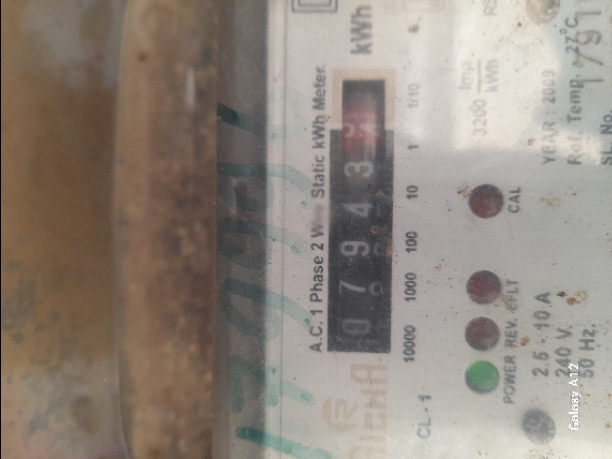 kWh
A.C. 1 Phase 2 Wire Static kWh Meter.
0 7 9 4 3
10000 1000 100 10 1 1/10
CL - 1
3200 Imp. kWh
CAL
POWER REV. E/LT
2.5 - 10 A
240 V.
50 Hz.
YEAR : 2009
Ref. Temp. : 27°C
SL. No.
Galaxy A12